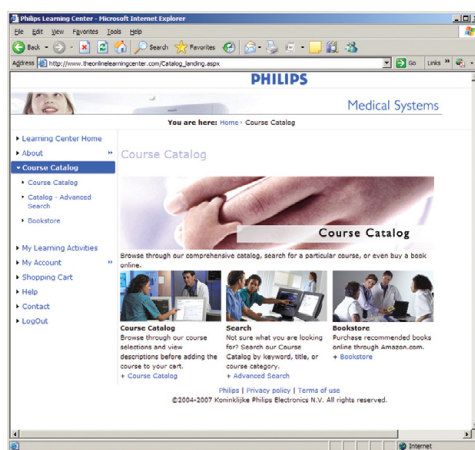 Philips Learning Center - Microsoft Internet Explorer
File Edit View Favorites Tools Help
Back Search Favorites
Address http://www.theonlinelearningcenter.com/Catalog_landing.aspx Go Links »
PHILIPS
Medical Systems
You are here: Home › Course Catalog
Learning Center Home
About »
Course Catalog
Course Catalog
Catalog - Advanced
Search
Bookstore
My Learning Activities
My Account »
Shopping Cart
Help
Contact
LogOut
Course Catalog
Course Catalog
Browse through our comprehensive catalog, search for a particular course, or even buy a book
online.
Course Catalog
Browse through our course
selections and view
descriptions before adding the
course to your cart.
+ Course Catalog
Search
Not sure what you are looking
for? Search our Course
Catalog by keyword, title, or
course category.
+ Advanced Search
Bookstore
Purchase recommended books
online through Amazon.com.
+ Bookstore
Philips | Privacy policy | Terms of use
©2004-2007 Koninklijke Philips Electronics N.V. All rights reserved.
Internet